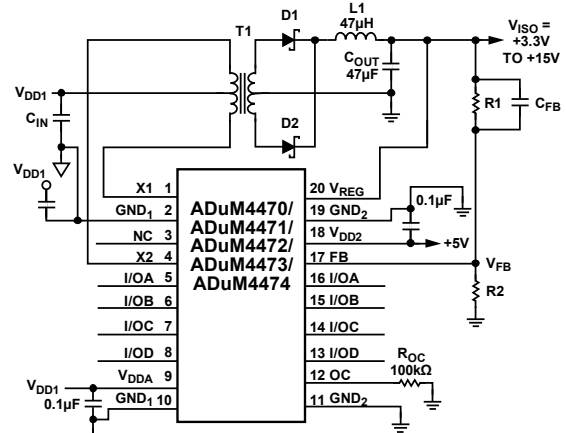 T1
D1
L1
47µH
V_ISO =
+3.3V
TO +15V
C_OUT
47µF
R1
C_FB
V_DD1
C_IN
D2
V_DD1
X1 1
GND_1 2
NC 3
X2 4
I/OA 5
I/OB 6
I/OC 7
I/OD 8
V_DDA 9
GND_1 10
ADuM4470/
ADuM4471/
ADuM4472/
ADuM4473/
ADuM4474
20 V_REG
19 GND_2
18 V_DD2
17 FB
16 I/OA
15 I/OB
14 I/OC
13 I/OD
12 OC
11 GND_2
0.1µF
+5V
V_FB
R2
R_OC
100kΩ
V_DD1
0.1µF